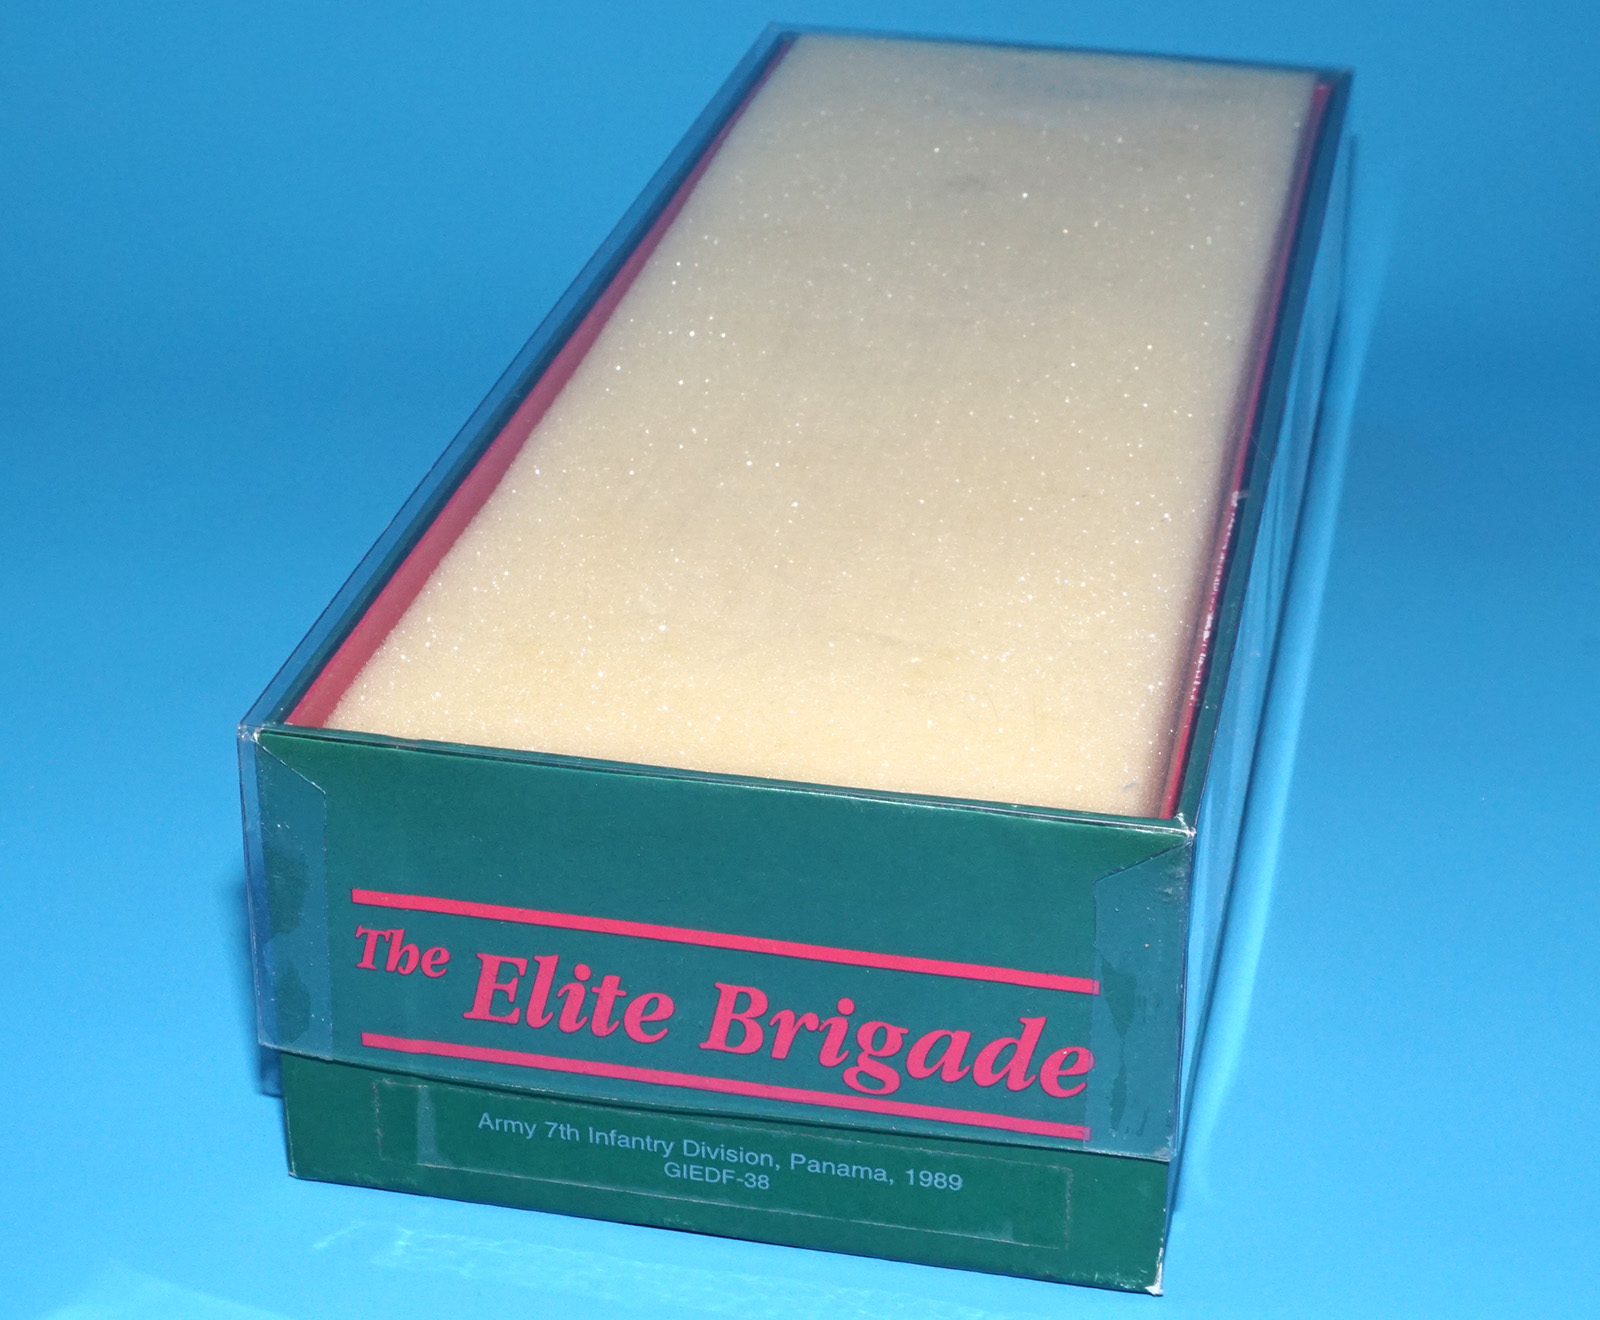 The Elite Brigade
Army 7th Infantry Division, Panama, 1989
GIEDF-38